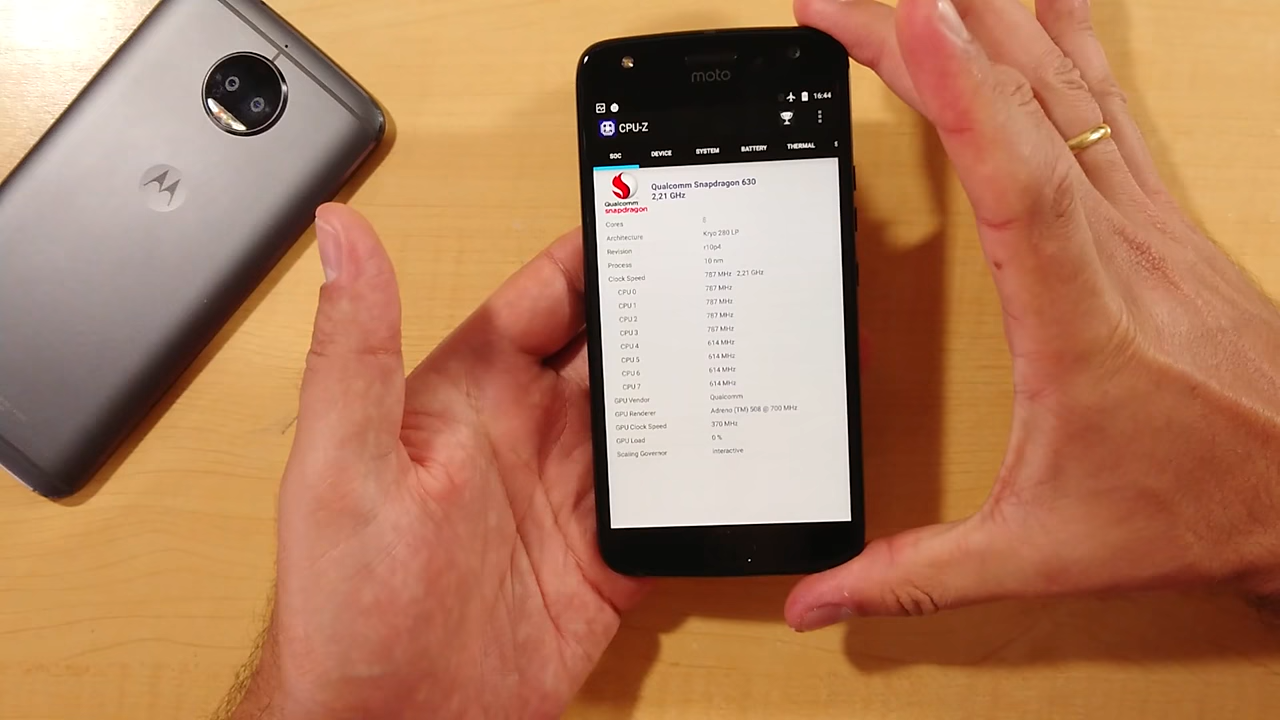 moto
16:44
CPU-Z
SOC DEVICE SYSTEM BATTERY THERMAL S
Qualcomm Snapdragon 630
2,21 GHz
Qualcomm
snapdragon
Cores 8
Architecture Kryo 280 LP
Revision r10p4
Process 10 nm
Clock Speed 787 MHz 2,21 GHz
CPU 0 787 MHz
CPU 1 787 MHz
CPU 2 787 MHz
CPU 3 787 MHz
CPU 4 614 MHz
CPU 5 614 MHz
CPU 6 614 MHz
CPU 7 614 MHz
GPU Vendor Qualcomm
GPU Renderer Adreno (TM) 508 @ 700 MHz
GPU Clock Speed 370 MHz
GPU Load 0 %
Scaling Governor interactive